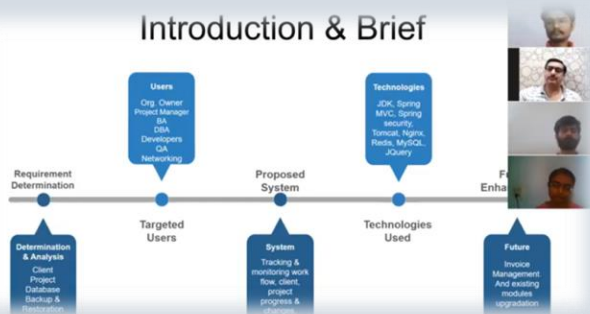 Introduction & Brief
Users
Org. Owner
Project Manager
BA
DBA
Developers
QA
Networking
Technologies
JDK, Spring
MVC, Spring
security,
Tomcat, Nginx,
Redis, MySQL,
JQuery
Requirement
Determination
Proposed
System
Targeted
Users
Technologies
Used
Determination
& Analysis
Client
Project
Database
Backup &
Restoration
System
Tracking &
monitoring work
flow, client,
project
progress &
changes
Future
Invoice
Management
And existing
modules
upgradation